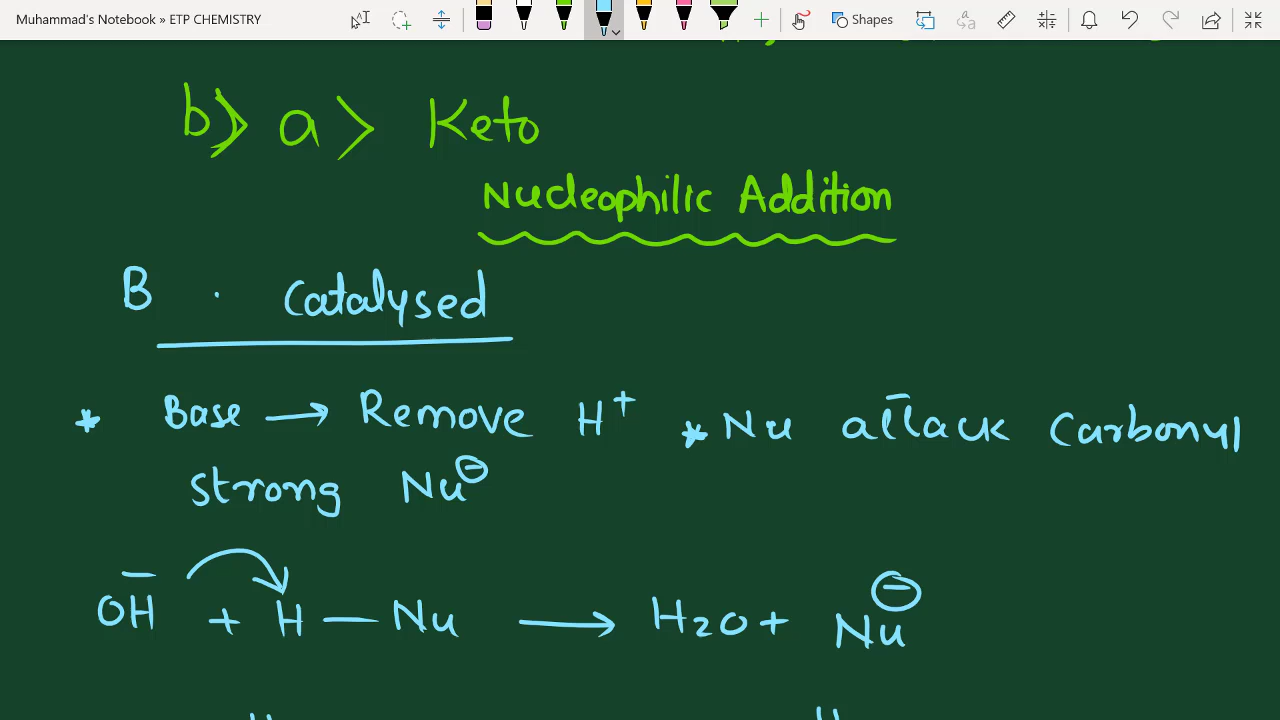 Muhammad's Notebook » ETP CHEMISTRY
Shapes
b) a > Keto
Nucleophilic Addition
B . Catalysed
* Base → Remove H⁺ * Nu⁻ attack Carbonyl
strong Nu⊖
OH⁻ + H — Nu → H₂O + Nu⊖